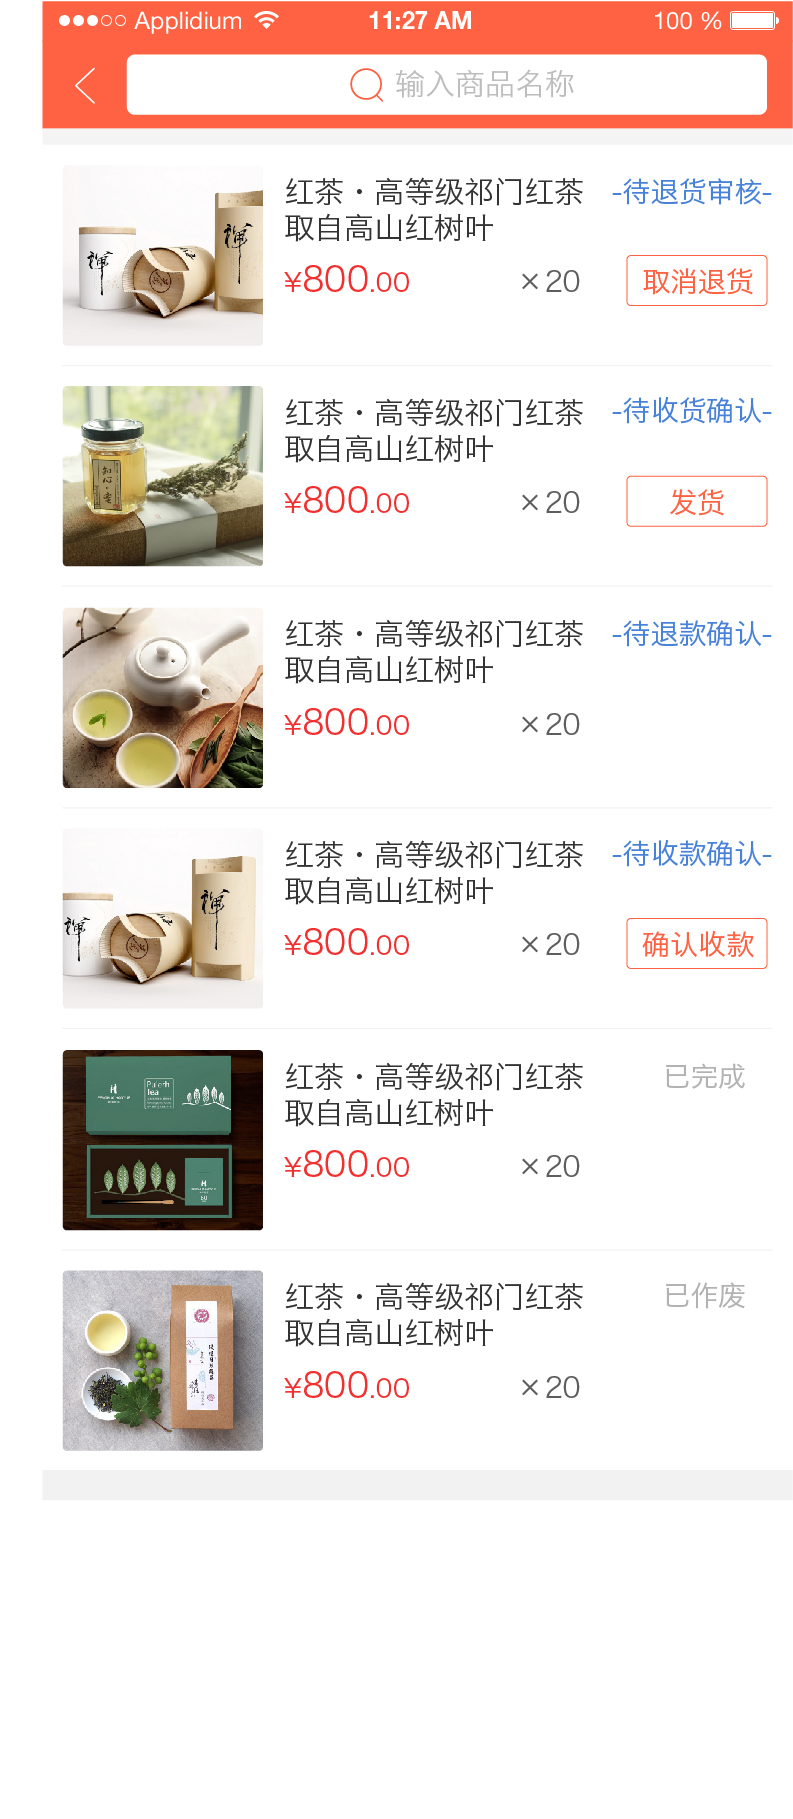 Applidium 11:27 AM 100 %
输入商品名称
红茶·高等级祁门红茶 -待退货审核-
取自高山红树叶
¥800.00 ×20 取消退货
红茶·高等级祁门红茶 -待收货确认-
取自高山红树叶
¥800.00 ×20 发货
知心·蜜
红茶·高等级祁门红茶 -待退款确认-
取自高山红树叶
¥800.00 ×20
红茶·高等级祁门红茶 -待收款确认-
取自高山红树叶
¥800.00 ×20 确认收款
Pu'erh
tea
红茶·高等级祁门红茶 已完成
取自高山红树叶
¥800.00 ×20
红茶·高等级祁门红茶 已作废
取自高山红树叶
¥800.00 ×20